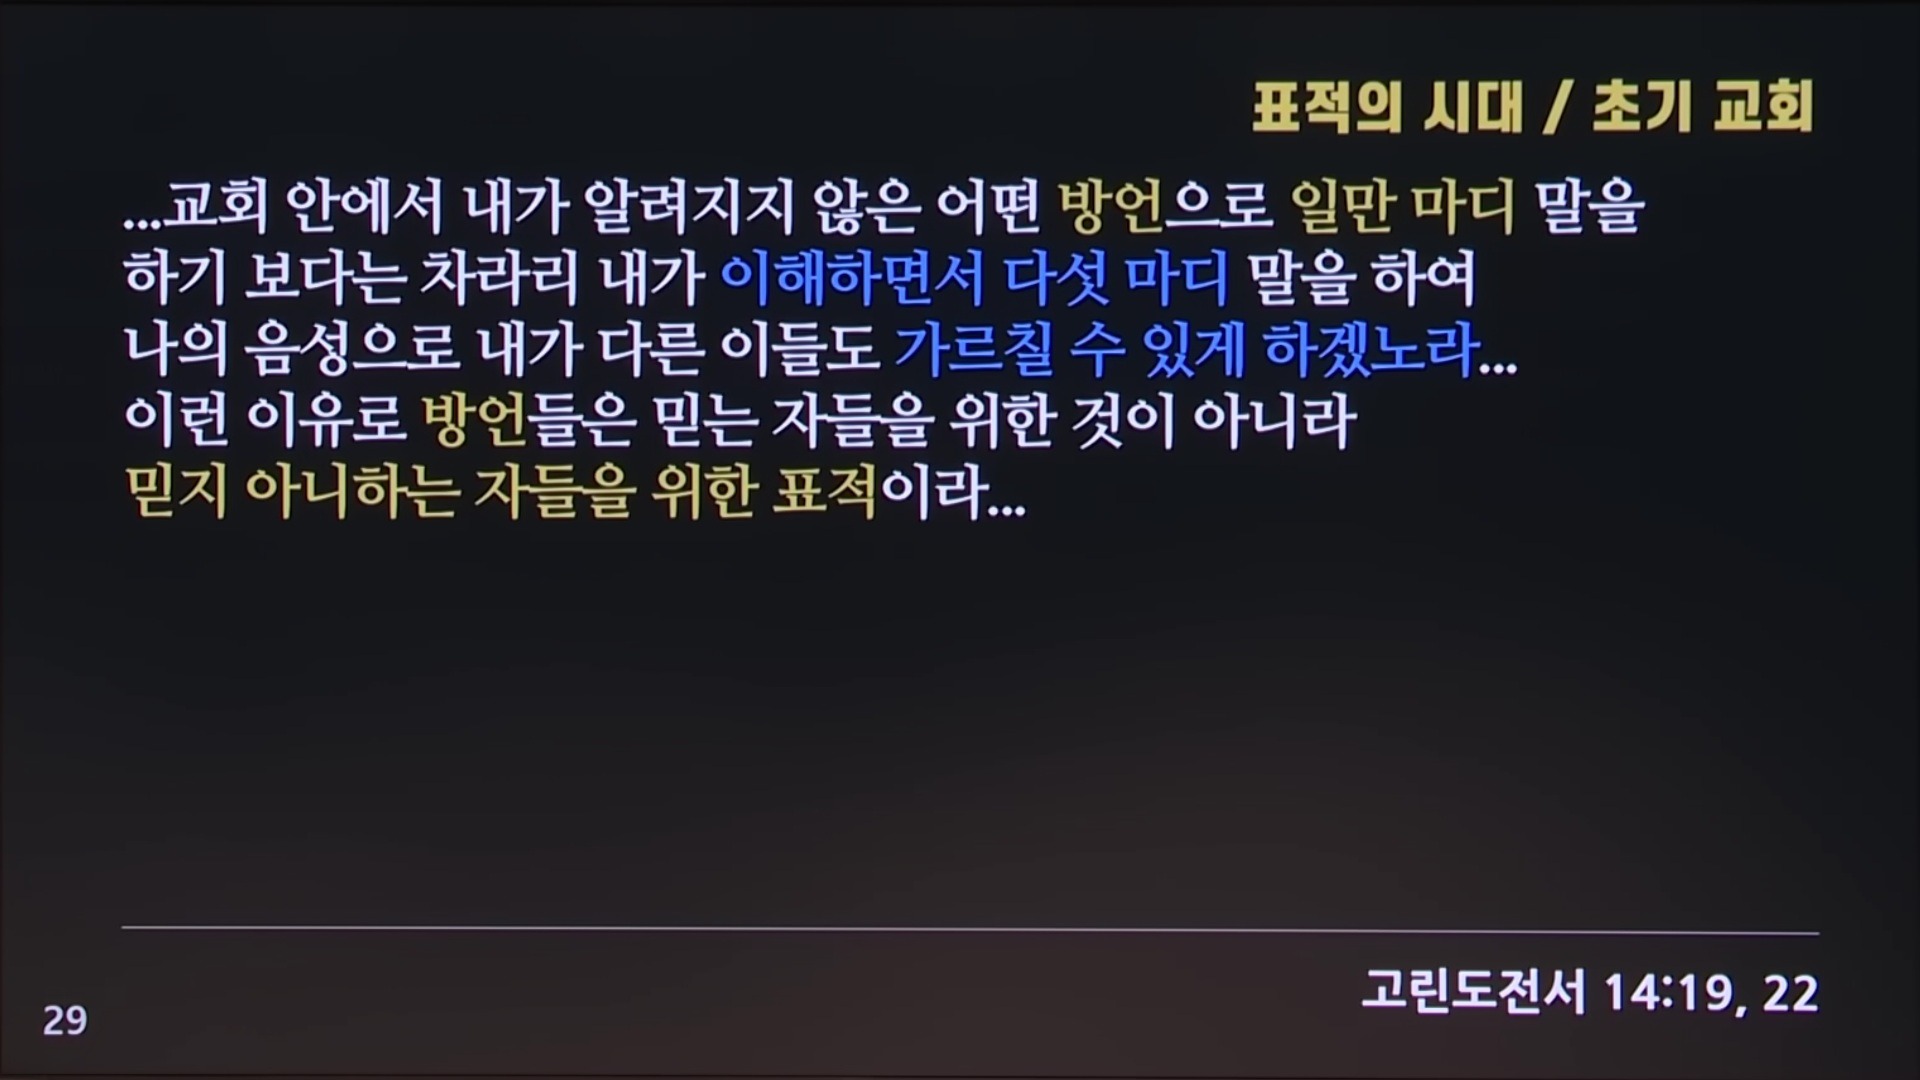 표적의 시대 / 초기 교회
...교회 안에서 내가 알려지지 않은 어떤 방언으로 일만 마디 말을
하기 보다는 차라리 내가 이해하면서 다섯 마디 말을 하여
나의 음성으로 내가 다른 이들도 가르칠 수 있게 하겠노라...
이런 이유로 방언들은 믿는 자들을 위한 것이 아니라
믿지 아니하는 자들을 위한 표적이라...
고린도전서 14:19, 22
29